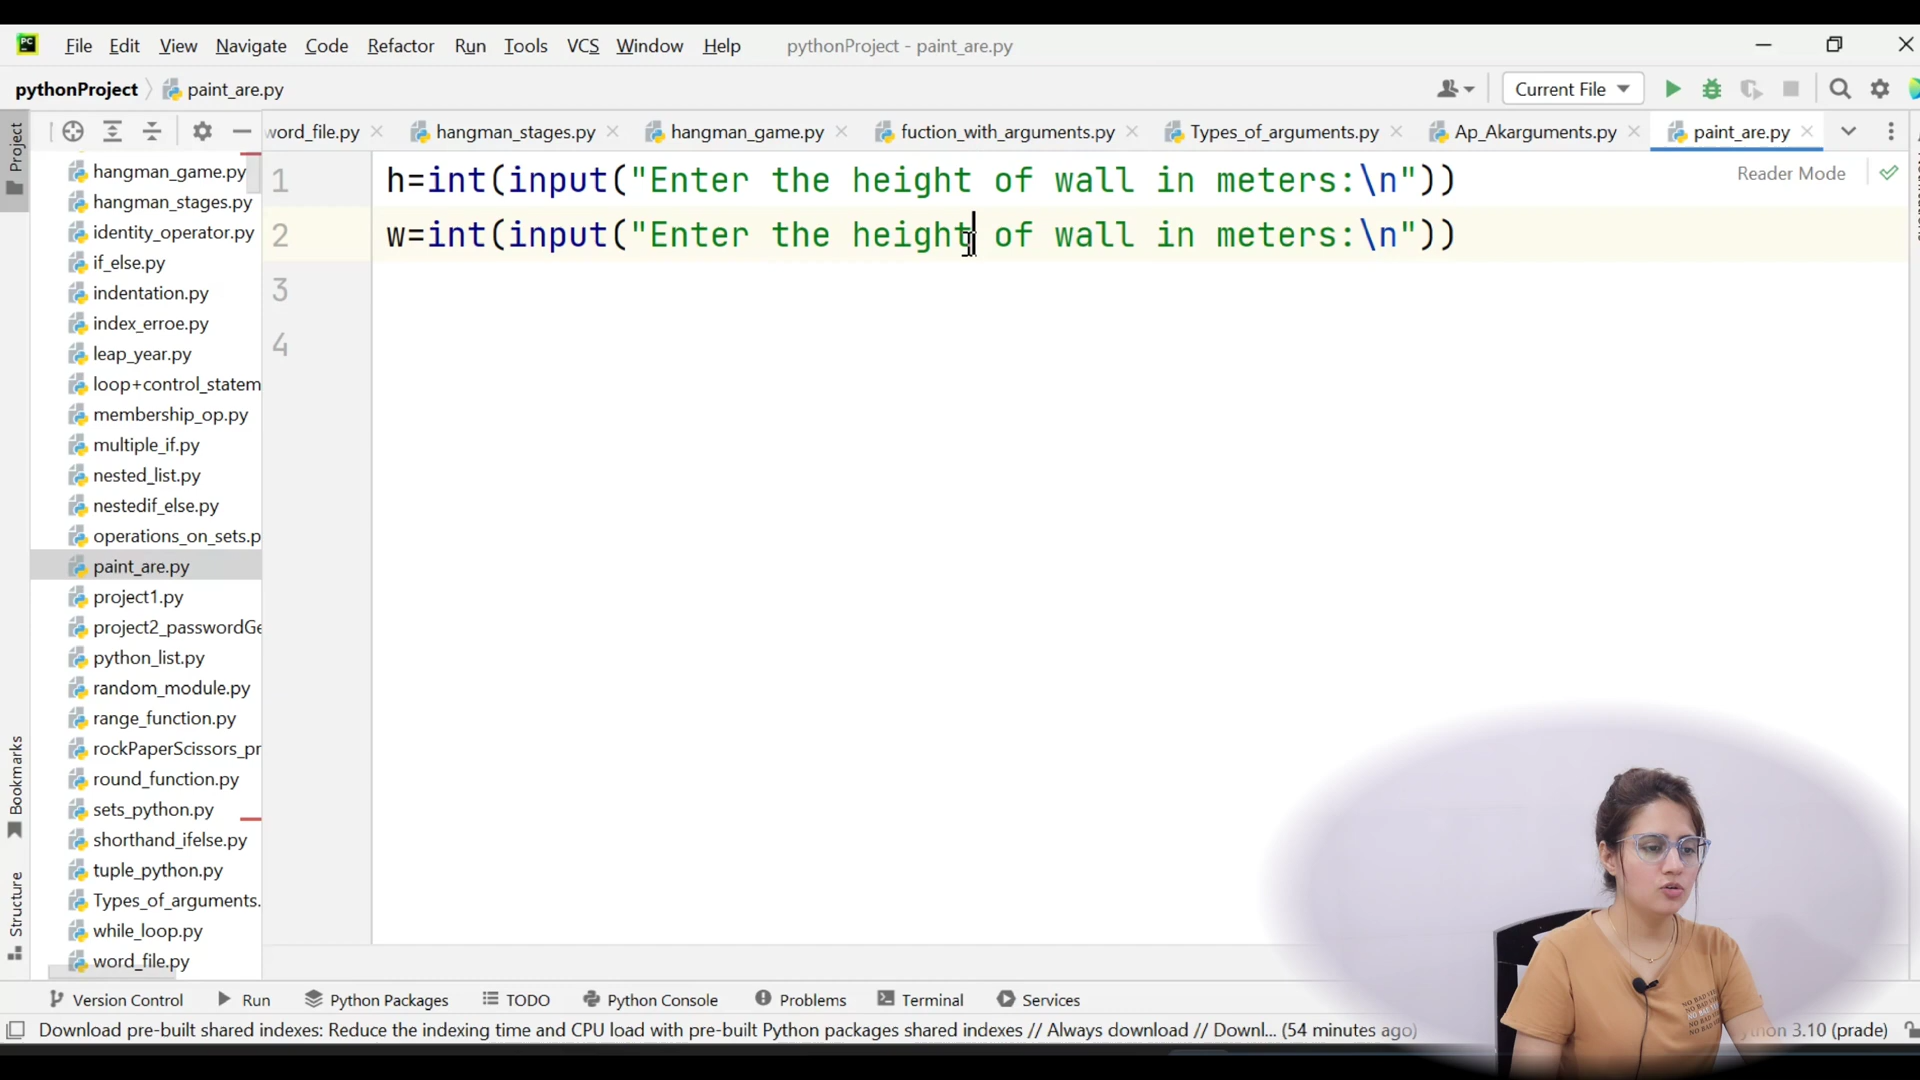 PC File Edit View Navigate Code Refactor Run Tools VCS Window Help pythonProject - paint_are.py
pythonProject paint_are.py Current File
Project
word_file.py hangman_stages.py hangman_game.py fuction_with_arguments.py Types_of_arguments.py Ap_Akarguments.py paint_are.py
Reader Mode
1 h=int(input("Enter the height of wall in meters:\n"))
2 w=int(input("Enter the height of wall in meters:\n"))
3
4
hangman_game.py
hangman_stages.py
identity_operator.py
if_else.py
indentation.py
index_erroe.py
leap_year.py
loop+control_statem
membership_op.py
multiple_if.py
nested_list.py
nestedif_else.py
operations_on_sets.p
paint_are.py
project1.py
project2_passwordGe
python_list.py
random_module.py
range_function.py
rockPaperScissors_pr
round_function.py
sets_python.py
shorthand_ifelse.py
tuple_python.py
Types_of_arguments.
while_loop.py
word_file.py
Bookmarks
Structure
Version Control Run Python Packages TODO Python Console Problems Terminal Services
Download pre-built shared indexes: Reduce the indexing time and CPU load with pre-built Python packages shared indexes // Always download // Downl... (54 minutes ago) 3.10 (prade)